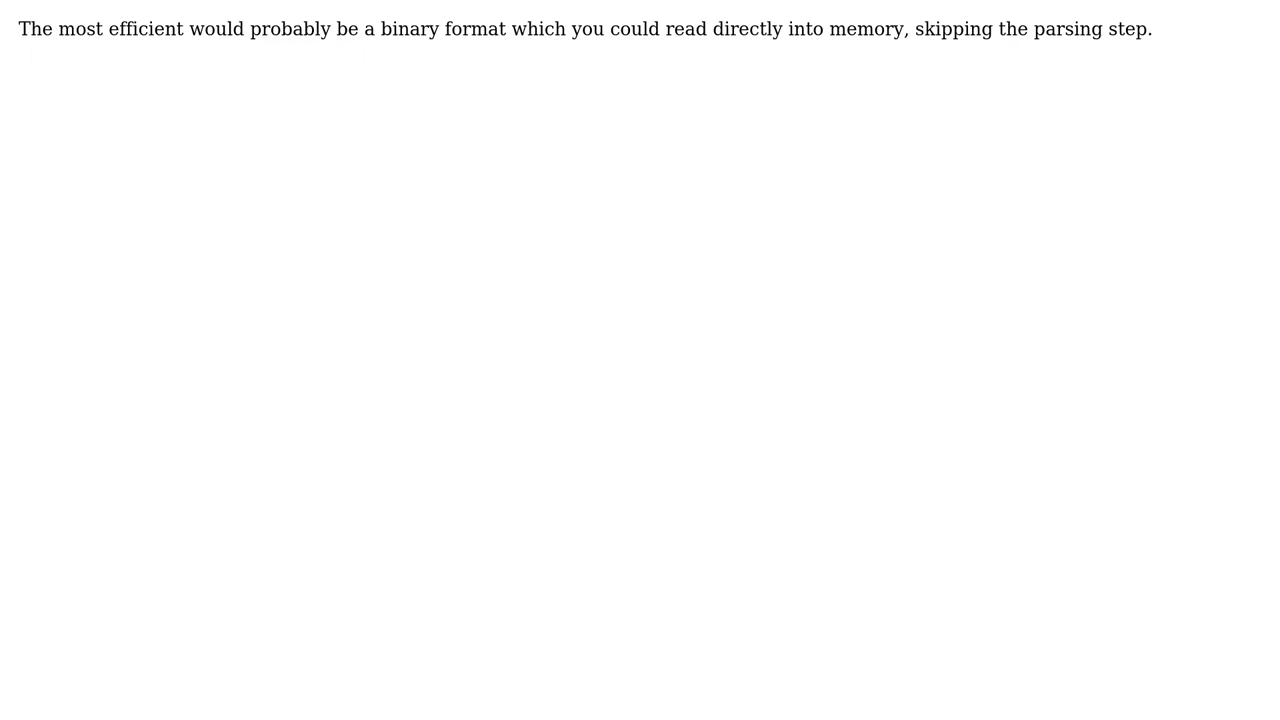 The most efficient would probably be a binary format which you could read directly into memory, skipping the parsing step.